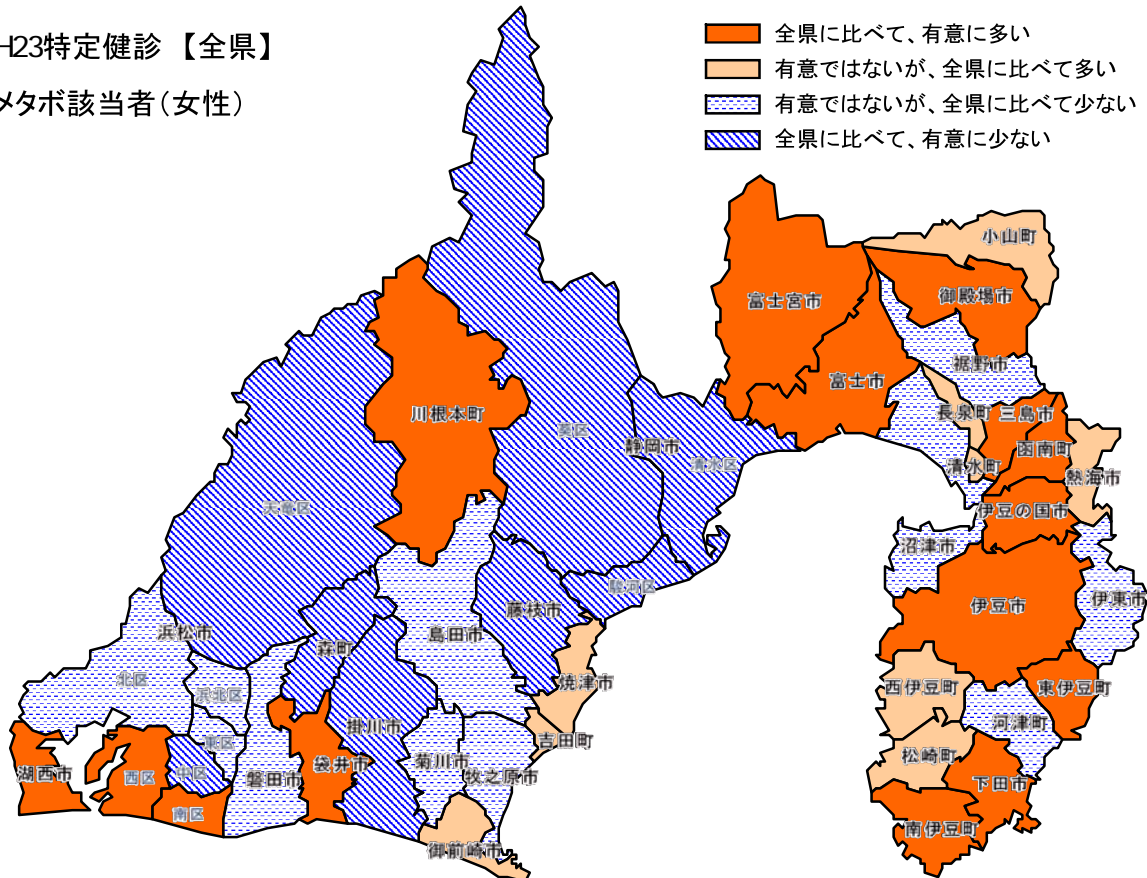 H23特定健診 【全県】
メタボ該当者（女性）
全県に比べて、有意に多い
有意ではないが、全県に比べて多い
有意ではないが、全県に比べて少ない
全県に比べて、有意に少ない
小山町
御殿場市
富士宮市
裾野市
富士市
長泉町
三島市
川根本町
葵区
静岡市
清水区
函南町
清水町
熱海市
天竜区
伊豆の国市
沼津市
駿河区
伊豆市
伊東市
藤枝市
浜松市
島田市
森町
北区
浜北区
焼津市
西伊豆町
東伊豆町
掛川市
河津町
東区
吉田町
松崎町
湖西市
西区
中区
磐田市
袋井市
菊川市
牧之原市
下田市
南区
南伊豆町
御前崎市